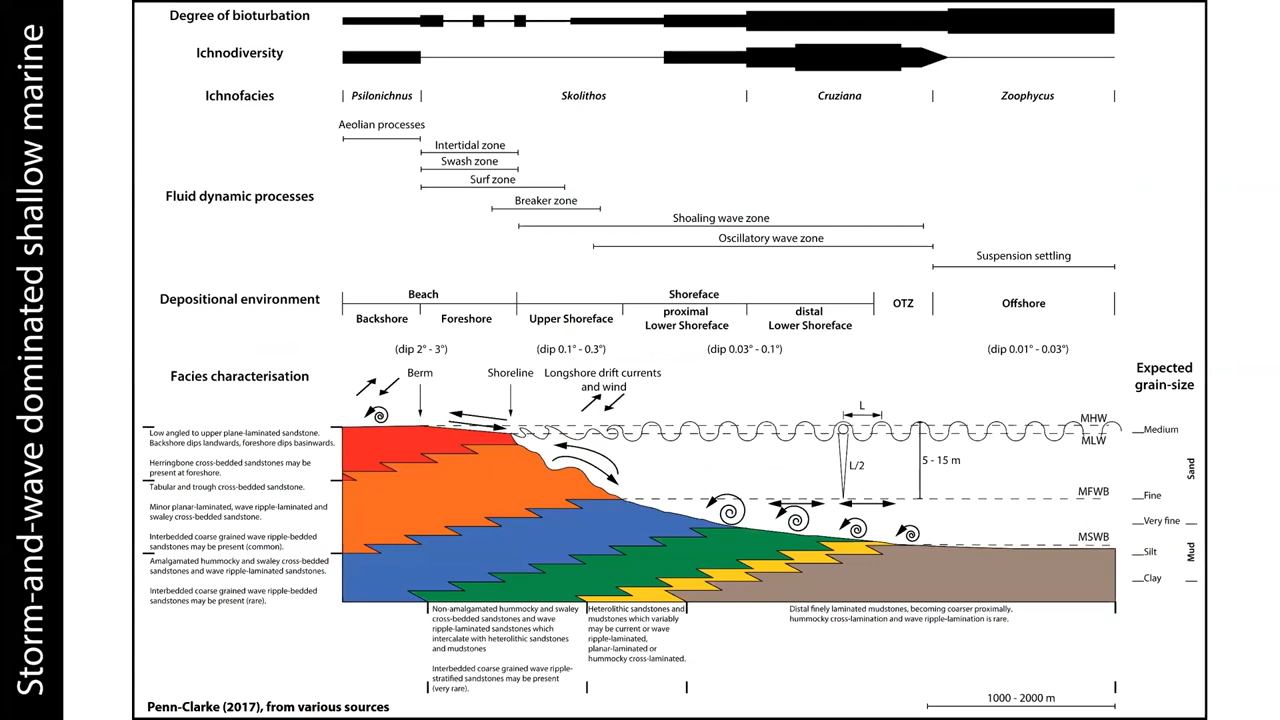 Storm-and-wave dominated shallow marine
Degree of bioturbation
Ichnodiversity
Ichnofacies
Psilonichnus
Skolithos
Cruziana
Zoophycus
Aeolian processes
Intertidal zone
Swash zone
Surf zone
Breaker zone
Fluid dynamic processes
Shoaling wave zone
Oscillatory wave zone
Suspension settling
Depositional environment
Beach
Shoreface
OTZ
Offshore
Backshore
Foreshore
Upper Shoreface
proximal
Lower Shoreface
distal
Lower Shoreface
(dip 2° - 3°)
(dip 0.1° - 0.3°)
(dip 0.03° - 0.1°)
(dip 0.01° - 0.03°)
Facies characterisation
Berm
Shoreline
Longshore drift currents
and wind
Expected
grain-size
L
MHW
MLW
L/2
5 - 15 m
MFWB
MSWB
Medium
Fine
Very fine
Silt
Clay
Sand
Mud
Low angled to upper plane-laminated sandstone.
Backshore dips landwards, foreshore dips basinwards.
Herringbone cross-bedded sandstones may be
present at foreshore.
Tabular and trough cross-bedded sandstone.
Minor planar-laminated, wave ripple-laminated and
swaley cross-bedded sandstone.
Interbedded coarse grained wave ripple-bedded
sandstones may be present (common).
Amalgamated hummocky and swaley cross-bedded
sandstones and wave ripple-laminated sandstones.
Interbedded coarse grained wave ripple-bedded
sandstones may be present (rare).
Non-amalgamated hummocky and swaley
cross-bedded sandstones and wave
ripple-laminated sandstones which
intercalate with heterolithic sandstones
and mudstones
Interbedded coarse grained wave ripple-
stratified sandstones may be present
(very rare).
Heterolithic sandstones and
mudstones which variably
may be current or wave
ripple-laminated,
planar-laminated or
hummocky cross-laminated.
Distal finely laminated mudstones, becoming coarser proximally.
hummocky cross-lamination and wave ripple-lamination is rare.
1000 - 2000 m
Penn-Clarke (2017), from various sources